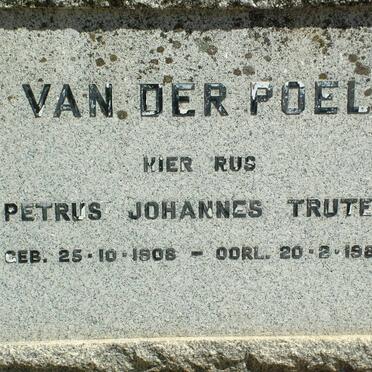 VAN DER POEL
HIER RUS
PETRUS JOHANNES TRUTE
GEB. 25-10-1908 - OORL. 20-2-198